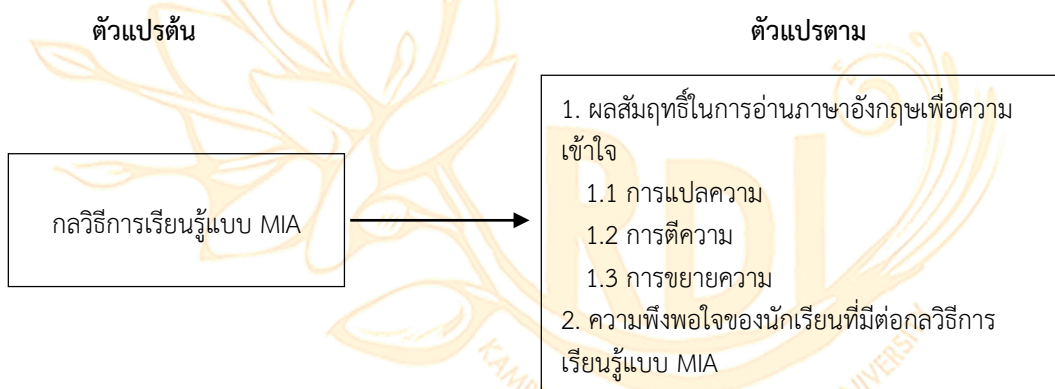 ตัวแปรต้น
ตัวแปรตาม
กลวิธีการเรียนรู้แบบ MIA
1. ผลสัมฤทธิ์ในการอ่านภาษาอังกฤษเพื่อความ
เข้าใจ
1.1 การแปลความ
1.2 การตีความ
1.3 การขยายความ
2. ความพึงพอใจของนักเรียนที่มีต่อกลวิธีการ
เรียนรู้แบบ MIA
RDI